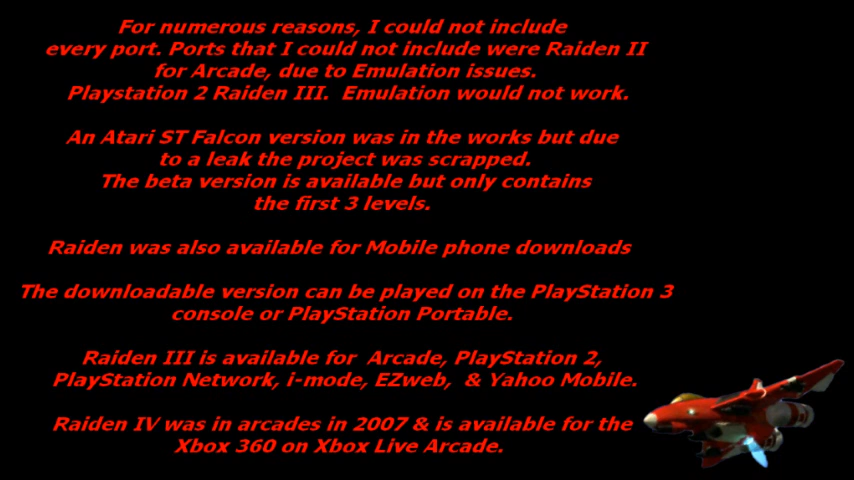 For numerous reasons, I could not include
every port. Ports that I could not include were Raiden II
for Arcade, due to Emulation issues.
Playstation 2 Raiden III. Emulation would not work.
An Atari ST Falcon version was in the works but due
to a leak the project was scrapped.
The beta version is available but only contains
the first 3 levels.
Raiden was also available for Mobile phone downloads
The downloadable version can be played on the PlayStation 3
console or PlayStation Portable.
Raiden III is available for Arcade, PlayStation 2,
PlayStation Network, i-mode, EZweb, & Yahoo Mobile.
Raiden IV was in arcades in 2007 & is available for the
Xbox 360 on Xbox Live Arcade.